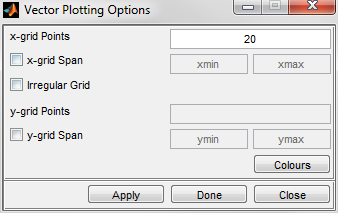 Vector Plotting Options
x-grid Points
20
x-grid Span
xmin
xmax
Irregular Grid
y-grid Points
y-grid Span
ymin
ymax
Colours
Apply
Done
Close